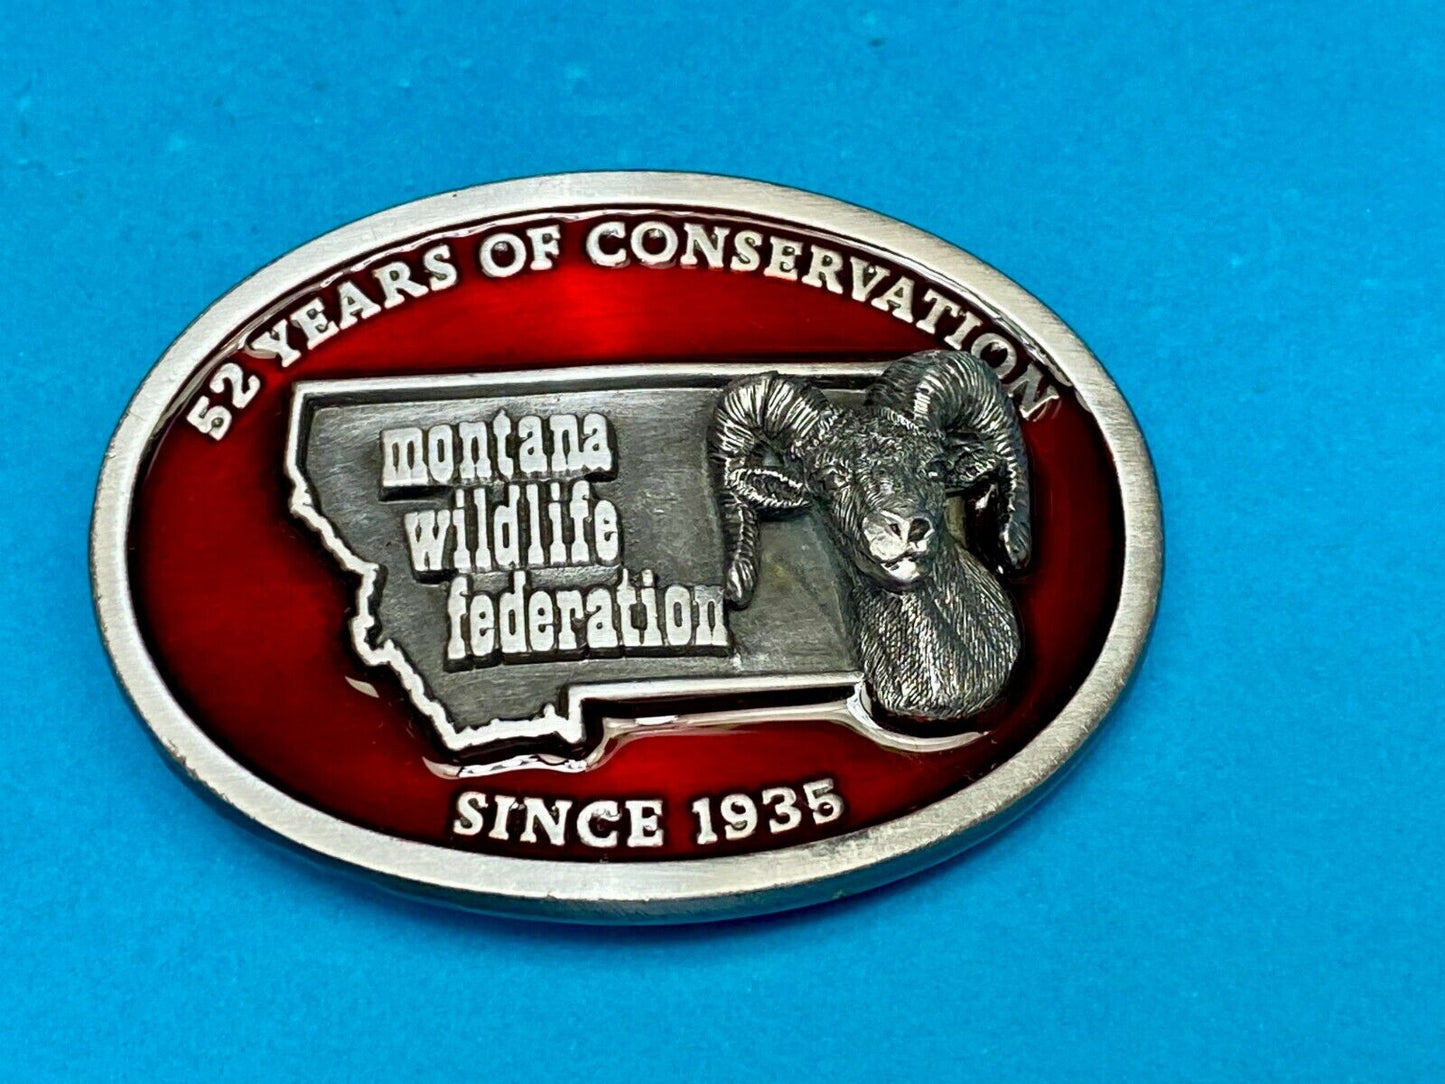 52 YEARS OF CONSERVATION
montana
wildlife
federation
SINCE 1935